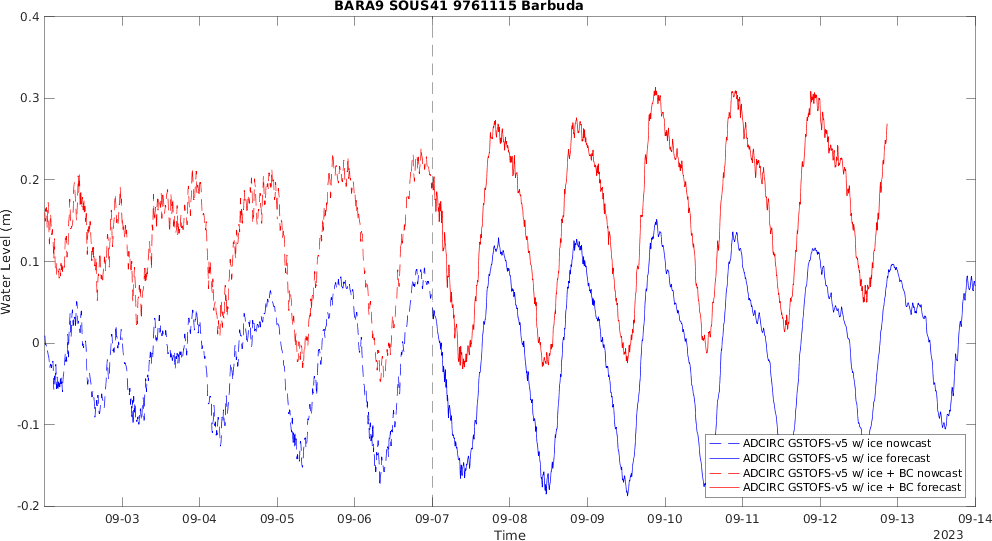 BARA9 SOUS41 9761115 Barbuda
0.4
0.3
0.2
0.1
0
-0.1
-0.2
Water Level (m)
ADCIRC GSTOFS-v5 w/ ice nowcast
ADCIRC GSTOFS-v5 w/ ice forecast
ADCIRC GSTOFS-v5 w/ ice + BC nowcast
ADCIRC GSTOFS-v5 w/ ice + BC forecast
09-03 09-04 09-05 09-06 09-07 09-08 09-09 09-10 09-11 09-12 09-13 09-14
Time
2023